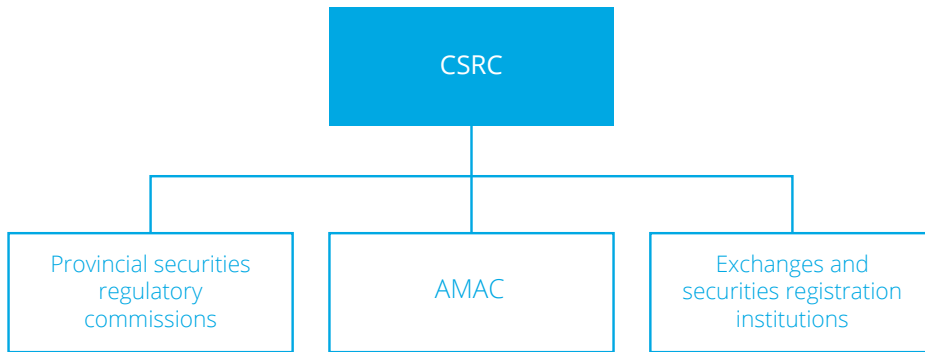 CSRC
Provincial securities
regulatory
commissions
AMAC
Exchanges and
securities registration
institutions